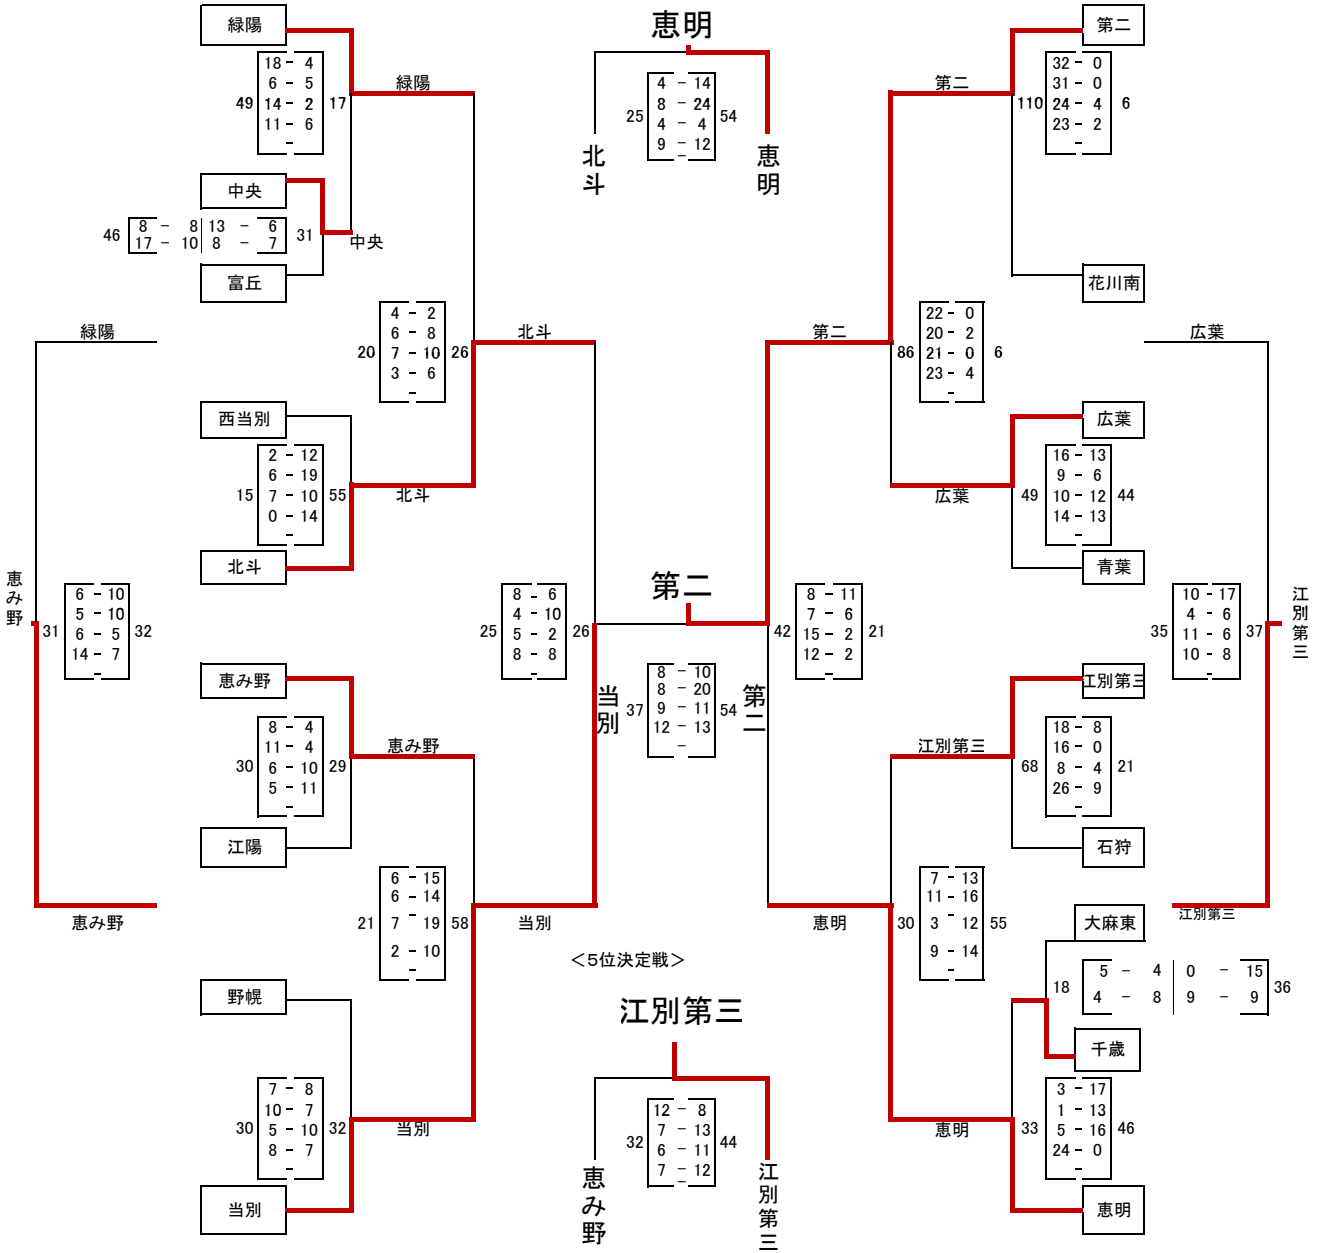 緑陽
18 - 4
6 - 5
49 14 - 2 17
11 - 6
-
緑陽
中央
46 8 - 8 13 - 6 31
17 - 10 8 - 7
中央
富丘
緑陽
4 - 2
6 - 8
20 7 - 10 26
3 - 6
-
北斗
西当別
2 - 12
6 - 19
15 7 - 10 55
0 - 14
-
北斗
北斗
恵み野
6 - 10
5 - 10
31 6 - 5 32
14 - 7
-
8 - 6
4 - 10
25 5 - 2 26
8 - 8
-
恵み野
8 - 4
11 - 4
30 6 - 10 29
5 - 11
-
恵み野
江陽
6 - 15
6 - 14
21 7 - 19 58
2 - 10
-
当別
恵み野
野幌
7 - 8
10 - 7
30 5 - 10 32
8 - 7
-
当別
当別
恵明
4 - 14
8 - 24
25 4 - 4 54
9 - 12
-
北斗
恵明
第二
8 - 10
8 - 20
当別 37 9 - 11 54 第二
12 - 13
-
<5位決定戦>
江別第三
12 - 8
7 - 13
32 6 - 11 44
7 - 12
-
恵み野
江別第三
第二
第二
32 - 0
31 - 0
110 24 - 4 6
23 - 2
-
花川南
第二
22 - 0
20 - 2
86 21 - 0 6
23 - 4
-
広葉
広葉
16 - 13
9 - 6
49 10 - 12 44
14 - 13
-
広葉
青葉
8 - 11
7 - 6
42 15 - 2 21
12 - 2
-
10 - 17
4 - 6
35 11 - 6 37
10 - 8
-
江別第三
江別第三
江別第三
18 - 8
16 - 0
68 8 - 4 21
26 - 9
-
石狩
7 - 13
11 - 16
30 3 - 12 55
9 - 14
-
恵明
江別第三
大麻東
18 5 - 4 0 - 15 36
4 - 8 9 - 9
千歳
3 - 17
1 - 13
33 5 - 16 46
24 - 0
-
恵明
恵明